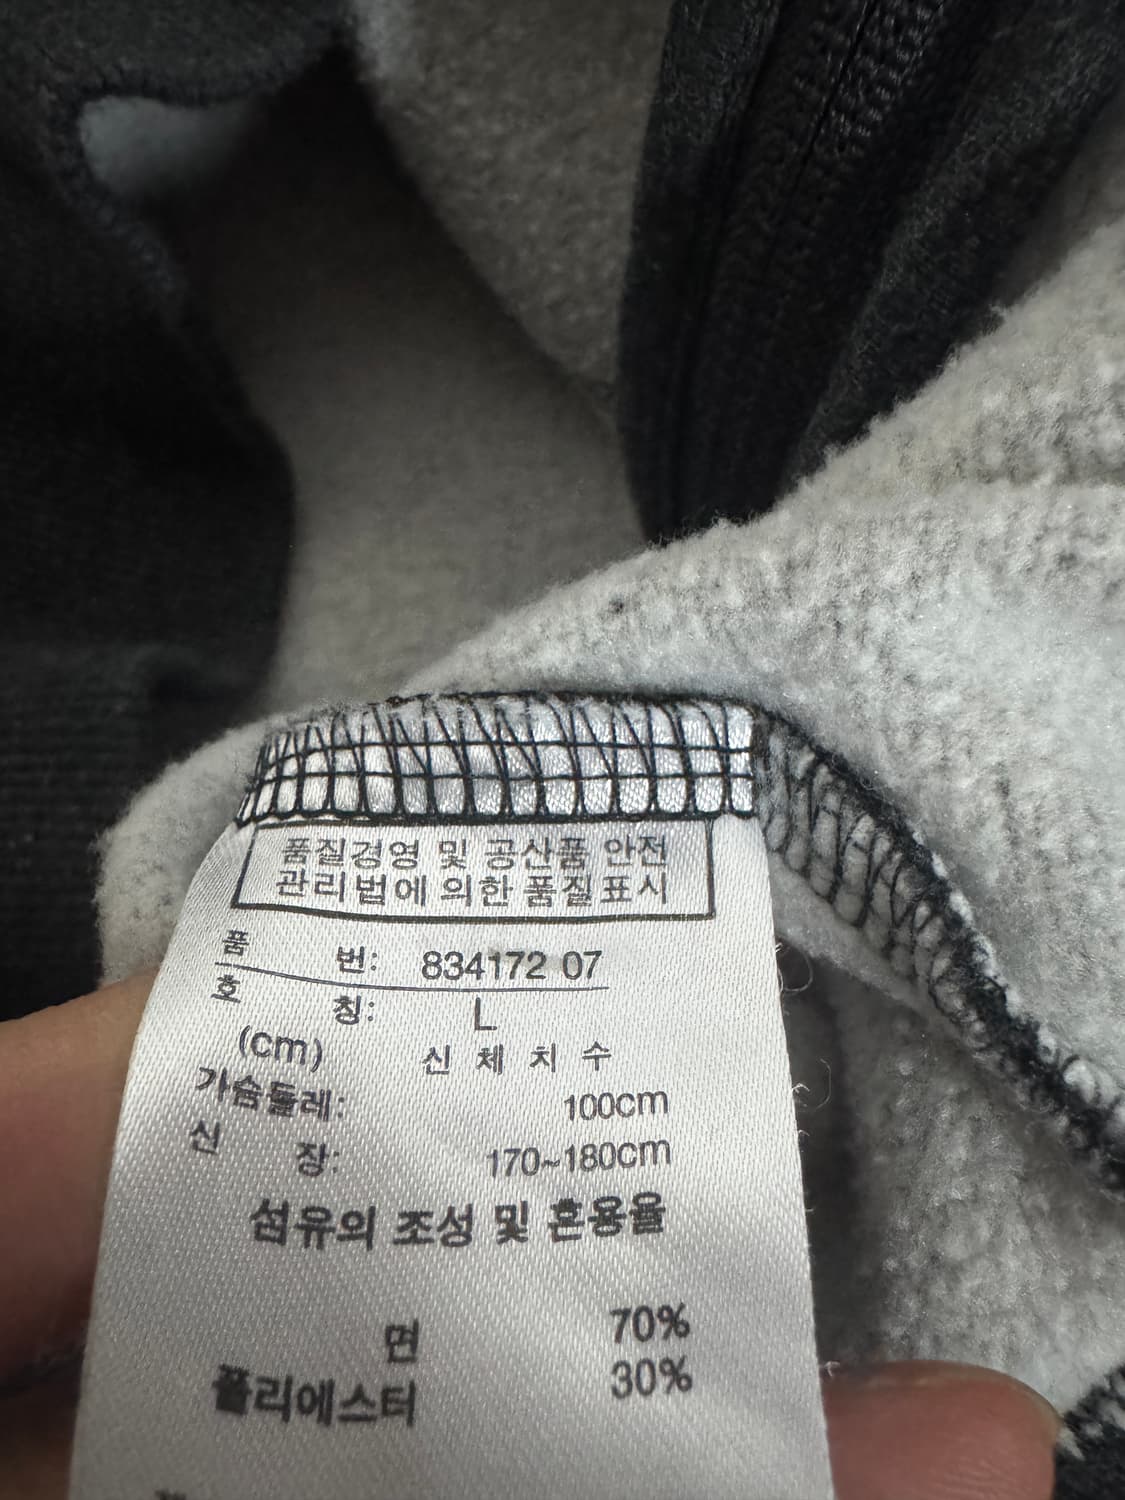 품질경영 및 공산품 안전
관리법에 의한 품질표시
품 번: 834172 07
호 칭: L
(cm) 신 체 치 수
가슴둘레: 100cm
신 장: 170~180cm
섬유의 조성 및 혼용율
면 70%
폴리에스터 30%